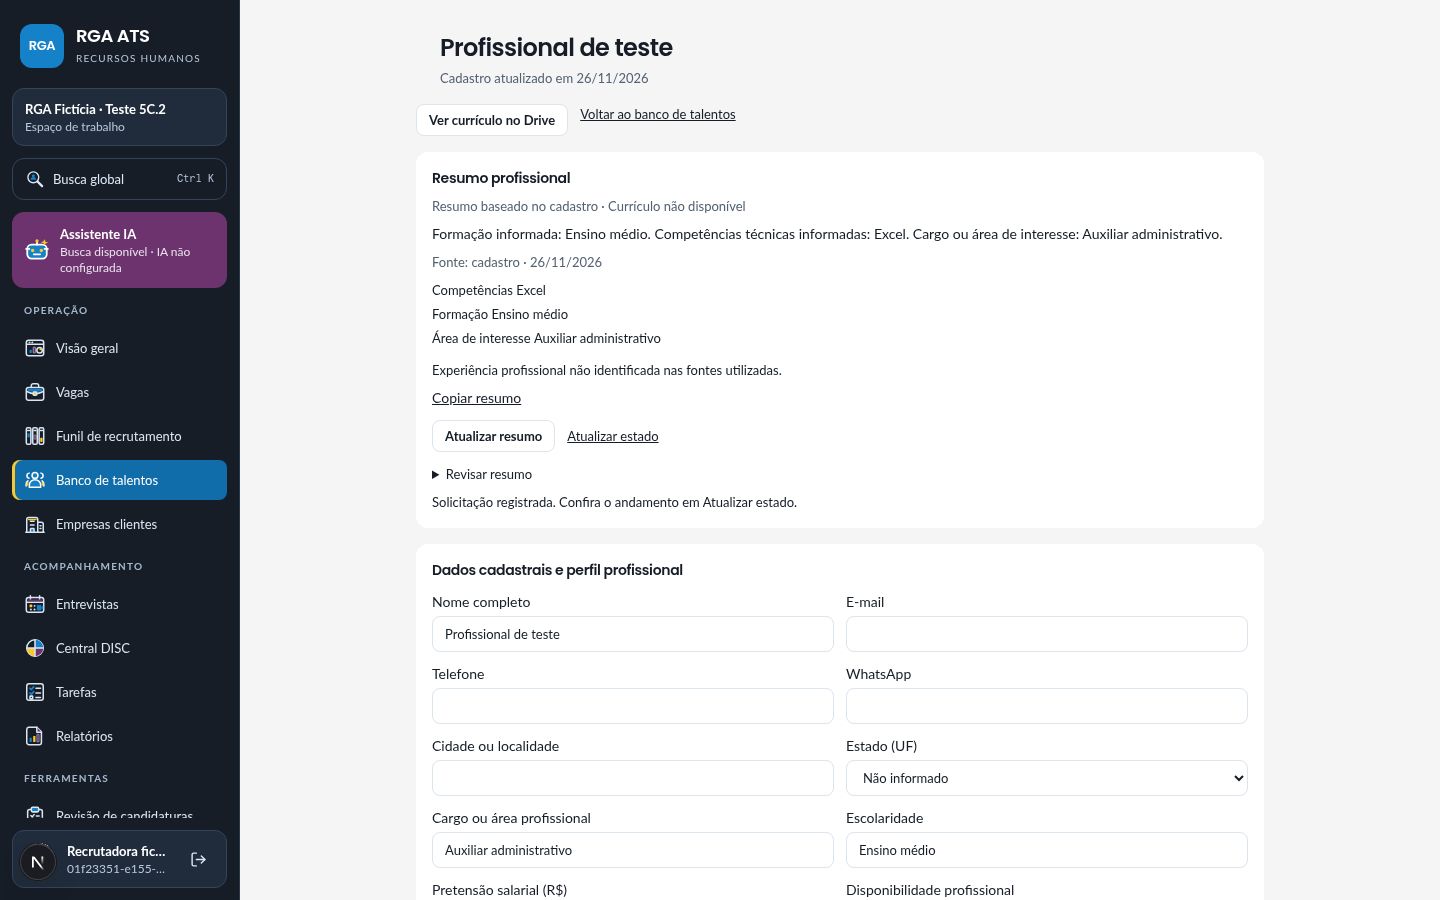 RGA
RGA ATS
RECURSOS HUMANOS
RGA Fictícia · Teste 5C.2
Espaço de trabalho
Busca global
Ctrl K
Assistente IA
Busca disponível · IA não
configurada
OPERAÇÃO
Visão geral
Vagas
Funil de recrutamento
Banco de talentos
Empresas clientes
ACOMPANHAMENTO
Entrevistas
Central DISC
Tarefas
Relatórios
FERRAMENTAS
Revisão de candidaturas
N
Recrutadora fic...
01f23351-e155-...
Profissional de teste
Cadastro atualizado em 26/11/2026
Ver currículo no Drive
Voltar ao banco de talentos
Resumo profissional
Resumo baseado no cadastro · Currículo não disponível
Formação informada: Ensino médio. Competências técnicas informadas: Excel. Cargo ou área de interesse: Auxiliar administrativo.
Fonte: cadastro · 26/11/2026
Competências Excel
Formação Ensino médio
Área de interesse Auxiliar administrativo
Experiência profissional não identificada nas fontes utilizadas.
Copiar resumo
Atualizar resumo
Atualizar estado
Revisar resumo
Solicitação registrada. Confira o andamento em Atualizar estado.
Dados cadastrais e perfil profissional
Nome completo
E-mail
Profissional de teste
Telefone
WhatsApp
Cidade ou localidade
Estado (UF)
Não informado
Cargo ou área profissional
Escolaridade
Auxiliar administrativo
Ensino médio
Pretensão salarial (R$)
Disponibilidade profissional